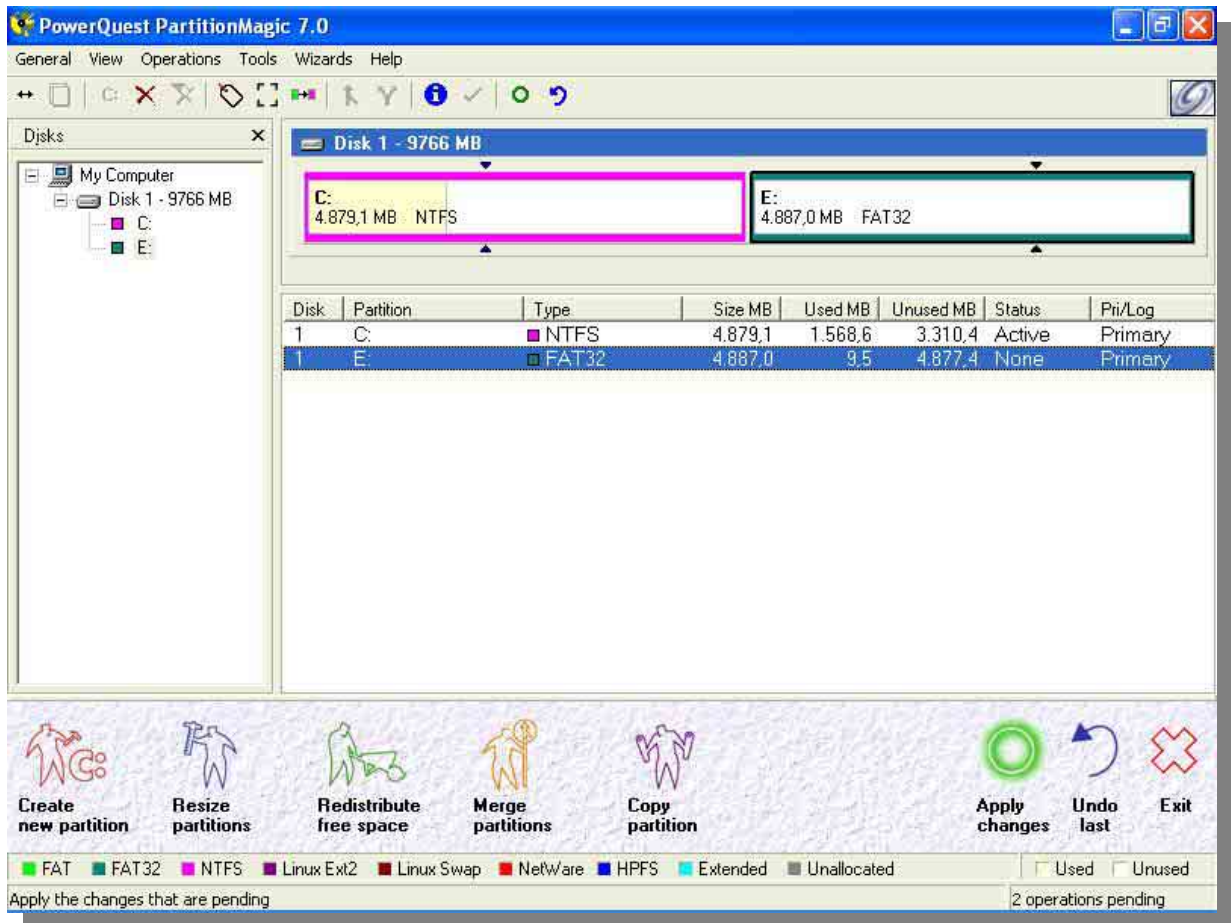 PowerQuest PartitionMagic 7.0
General View Operations Tools Wizards Help
Disks
Disk 1 - 9766 MB
My Computer
Disk 1 - 9766 MB
C:
E:
C:
4.879,1 MB NTFS
E:
4.887,0 MB FAT32
Disk Partition Type Size MB Used MB Unused MB Status Pri/Log
1 C: NTFS 4.879,1 1.568,6 3.310,4 Active Primary
1 E: FAT32 4.887,0 9,5 4.877,4 None Primary
C:
Create new partition
Resize partitions
Redistribute free space
Merge partitions
Copy partition
Apply changes
Undo last
Exit
FAT FAT32 NTFS Linux Ext2 Linux Swap NetWare HPFS Extended Unallocated Used Unused
Apply the changes that are pending
2 operations pending